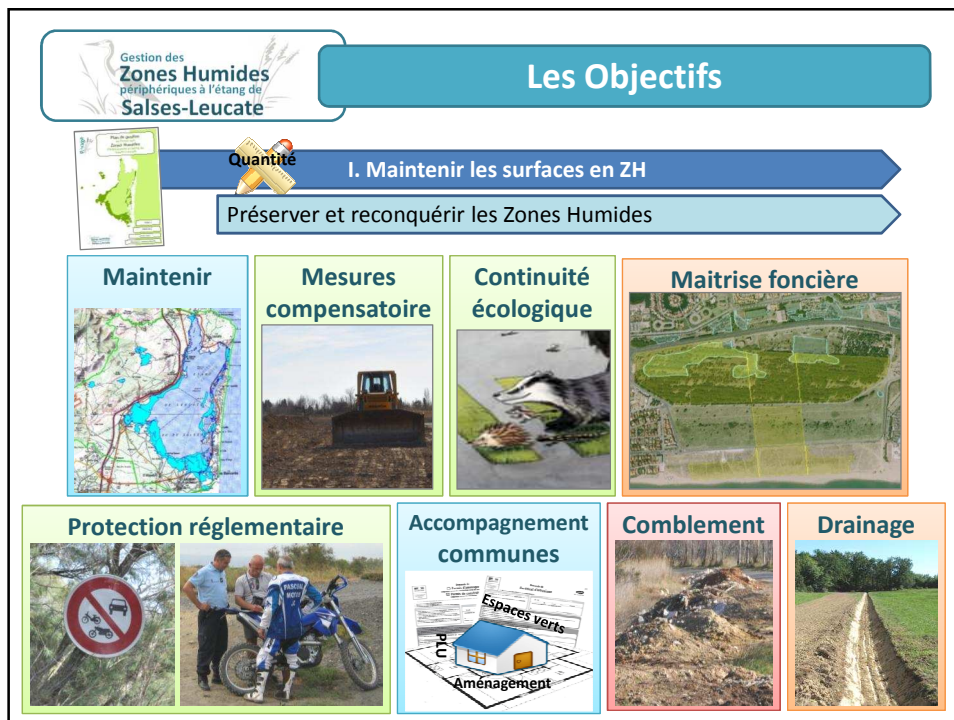 Gestion des
Zones Humides
périphériques à l'étang de
Salses-Leucate
Les Objectifs
Quantité
I. Maintenir les surfaces en ZH
Préserver et reconquérir les Zones Humides
Maintenir
Mesures
compensatoire
Continuité
écologique
Maitrise foncière
Protection réglementaire
Accompagnement
communes
Espaces verts
PLU
Aménagement
Comblement
Drainage